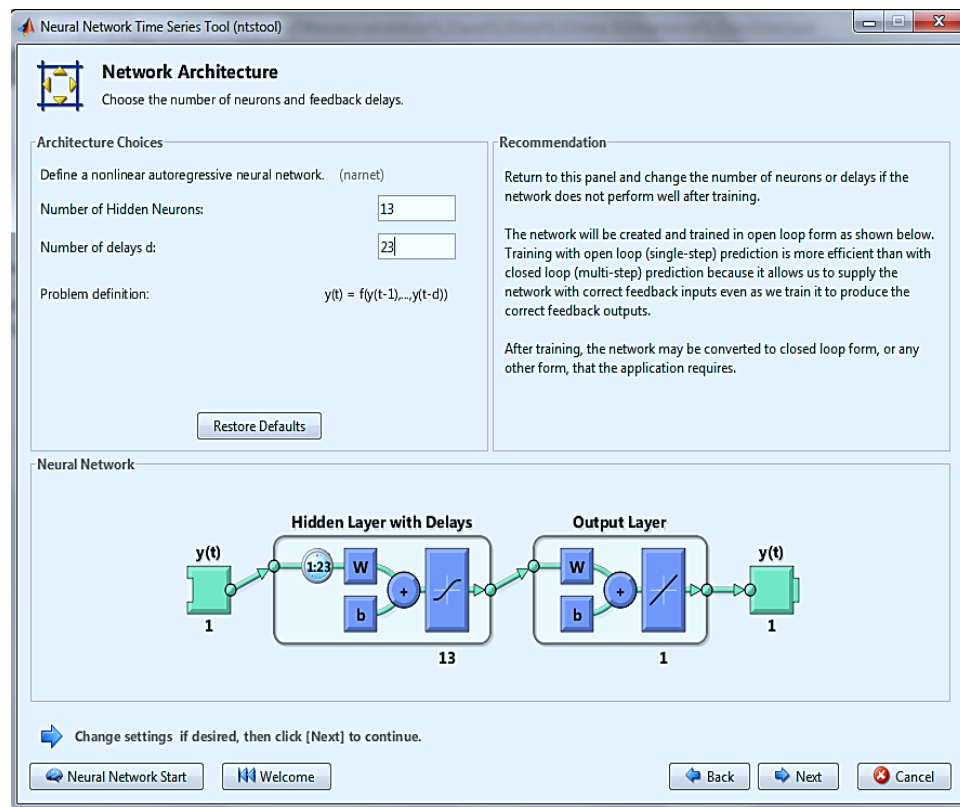 Neural Network Time Series Tool (ntstool)
Network Architecture
Choose the number of neurons and feedback delays.
Architecture Choices
Define a nonlinear autoregressive neural network. (narnet)
Number of Hidden Neurons: 13
Number of delays d: 23
Problem definition: y(t) = f(y(t-1),...,y(t-d))
Restore Defaults
Recommendation
Return to this panel and change the number of neurons or delays if the
network does not perform well after training.
The network will be created and trained in open loop form as shown below.
Training with open loop (single-step) prediction is more efficient than with
closed loop (multi-step) prediction because it allows us to supply the
network with correct feedback inputs even as we train it to produce the
correct feedback outputs.
After training, the network may be converted to closed loop form, or any
other form, that the application requires.
Neural Network
Hidden Layer with Delays
Output Layer
y(t)
1
1:23
W
b
+
13
W
b
+
1
y(t)
1
Change settings if desired, then click [Next] to continue.
Neural Network Start
Welcome
Back
Next
Cancel